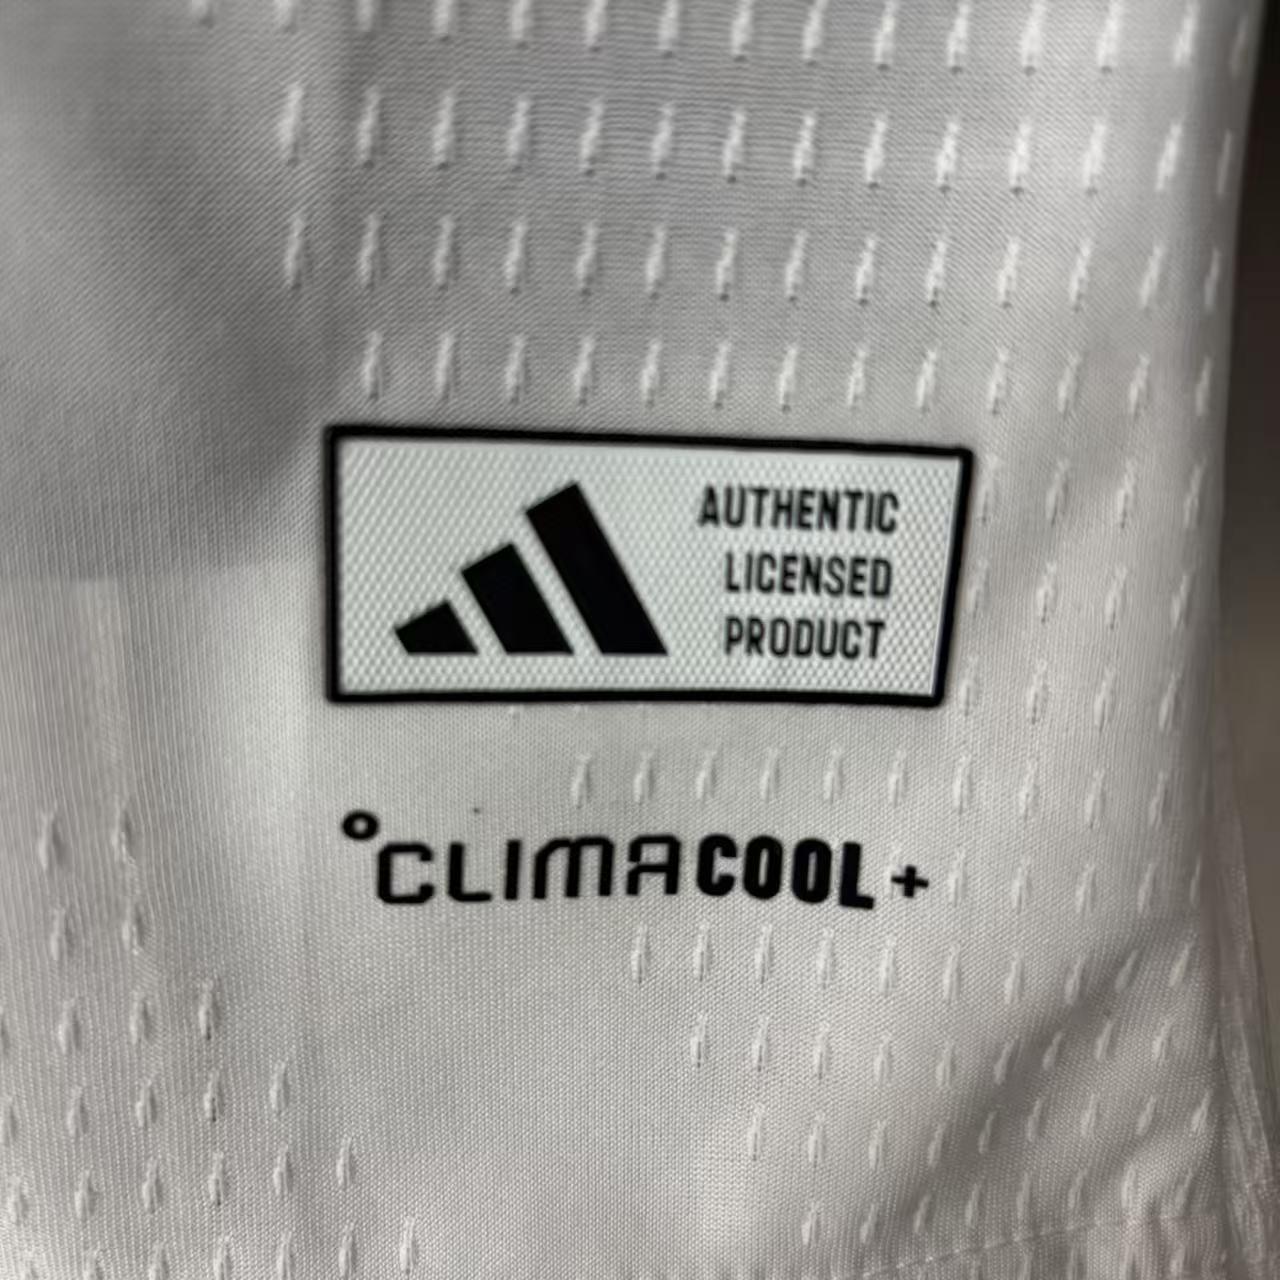 AUTHENTIC
LICENSED
PRODUCT
°CLIMACOOL+